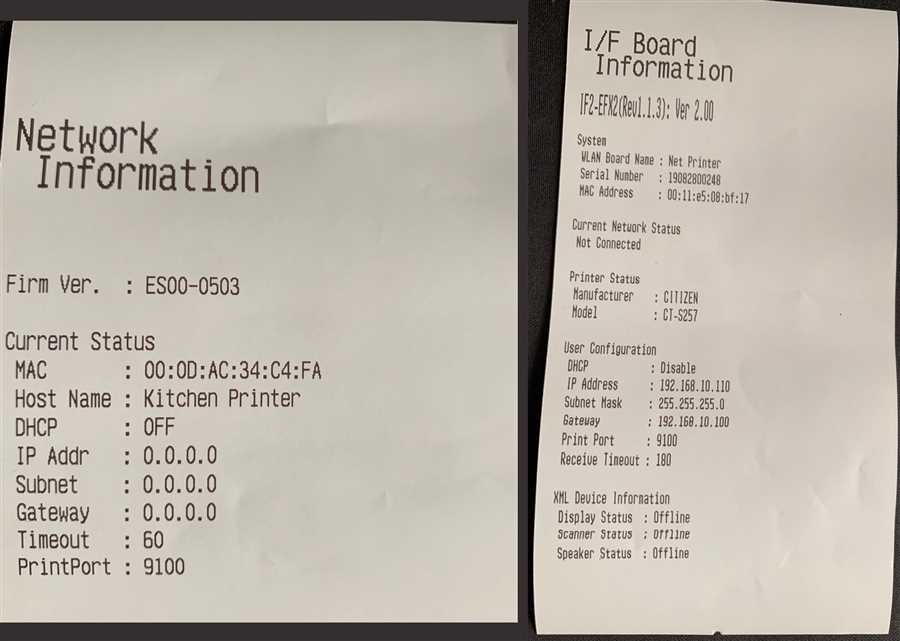 Network
Information
Firm Ver. : ES00-0503
Current Status
MAC : 00:0D:AC:34:C4:FA
Host Name : Kitchen Printer
DHCP : OFF
IP Addr : 0.0.0.0
Subnet : 0.0.0.0
Gateway : 0.0.0.0
Timeout : 60
PrintPort : 9100
I/F Board
Information
IF2-EFX2(Rev1.1.3): Ver 2.00
System
WLAN Board Name : Net Printer
Serial Number : 19082800248
MAC Address : 00:11:e5:08:bf:17
Current Network Status
Not Connected
Printer Status
Manufacturer : CITIZEN
Model : CT-S257
User Configuration
DHCP : Disable
IP Address : 192.168.10.110
Subnet Mask : 255.255.255.0
Gateway : 192.168.10.100
Print Port : 9100
Receive Timeout : 180
XML Device Information
Display Status : Offline
Scanner Status : Offline
Speaker Status : Offline